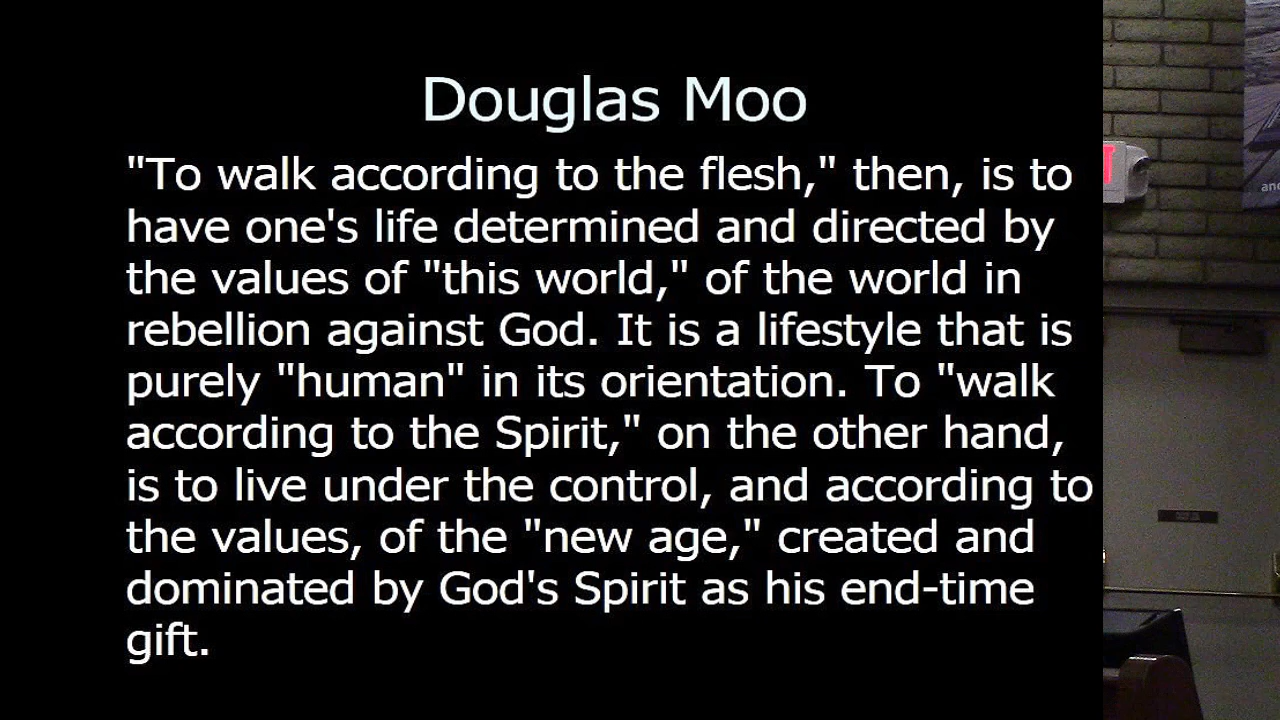 Douglas Moo
"To walk according to the flesh," then, is to
have one's life determined and directed by
the values of "this world," of the world in
rebellion against God. It is a lifestyle that is
purely "human" in its orientation. To "walk
according to the Spirit," on the other hand,
is to live under the control, and according to
the values, of the "new age," created and
dominated by God's Spirit as his end-time
gift.